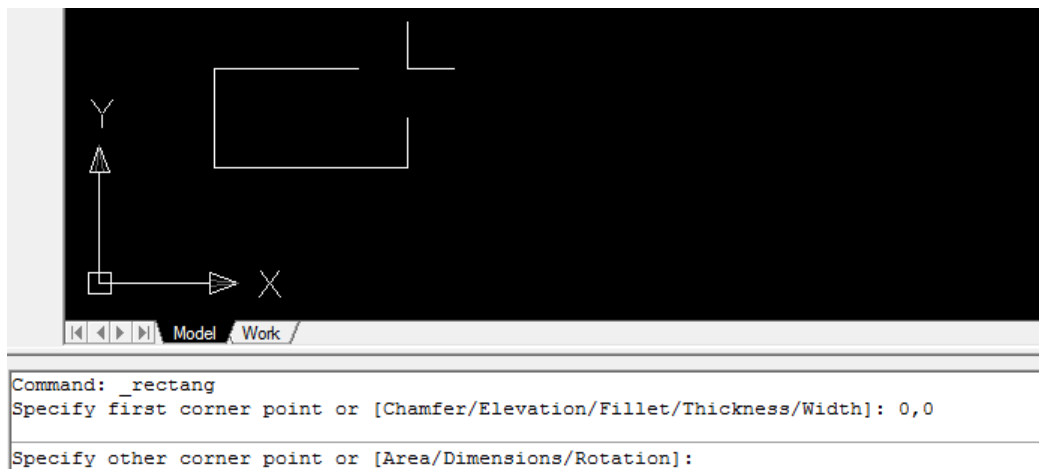 Y
X
Model Work
Command: _rectang
Specify first corner point or [Chamfer/Elevation/Fillet/Thickness/Width]: 0,0
Specify other corner point or [Area/Dimensions/Rotation]: